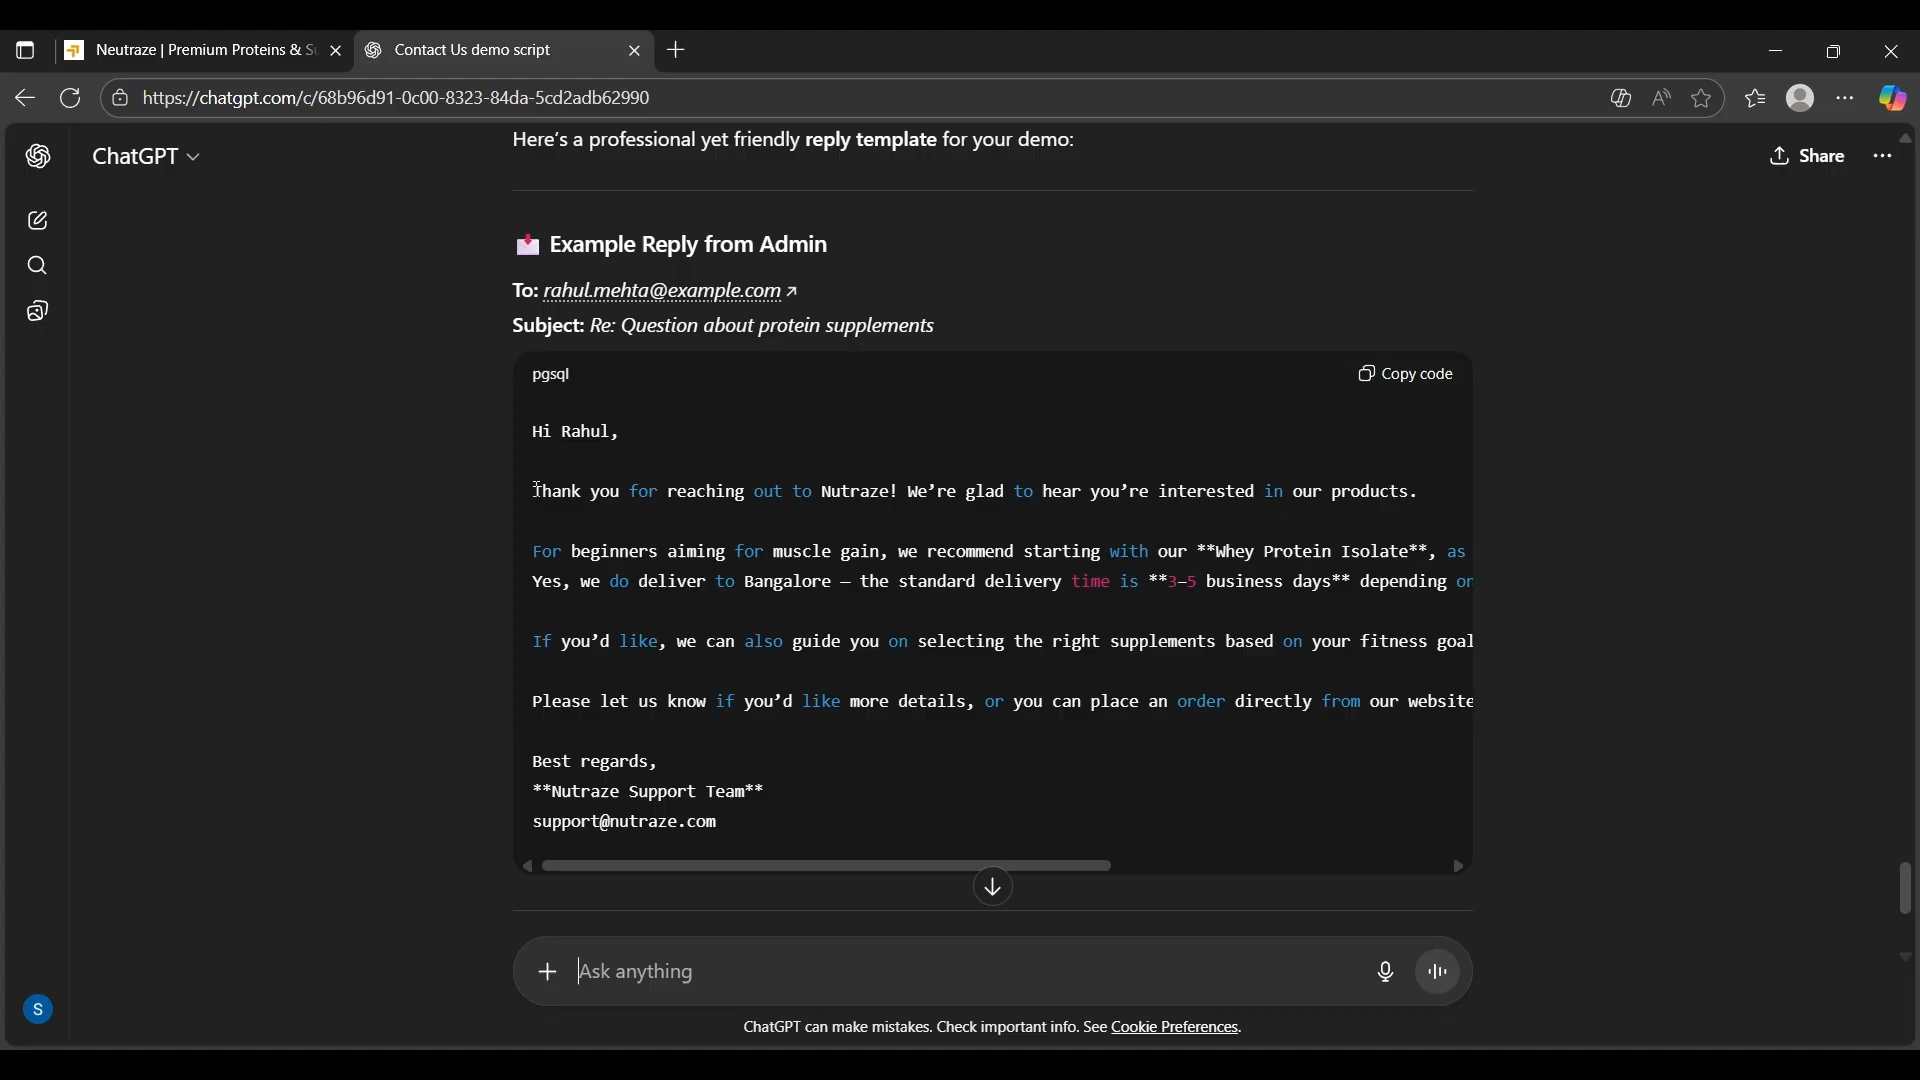 Neutraze | Premium Proteins & Su
Contact Us demo script
https://chatgpt.com/c/68b96d91-0c00-8323-84da-5cd2adb62990
ChatGPT
Share
Here's a professional yet friendly reply template for your demo:
Example Reply from Admin
To: rahul.mehta@example.com ↗
Subject: Re: Question about protein supplements
pgsql
Copy code
Hi Rahul,
Thank you for reaching out to Nutraze! We’re glad to hear you’re interested in our products.
For beginners aiming for muscle gain, we recommend starting with our **Whey Protein Isolate**, as
Yes, we do deliver to Bangalore – the standard delivery time is **3–5 business days** depending on
If you’d like, we can also guide you on selecting the right supplements based on your fitness goal
Please let us know if you’d like more details, or you can place an order directly from our website
Best regards,
**Nutraze Support Team**
support@nutraze.com
Ask anything
S
ChatGPT can make mistakes. Check important info. See Cookie Preferences.